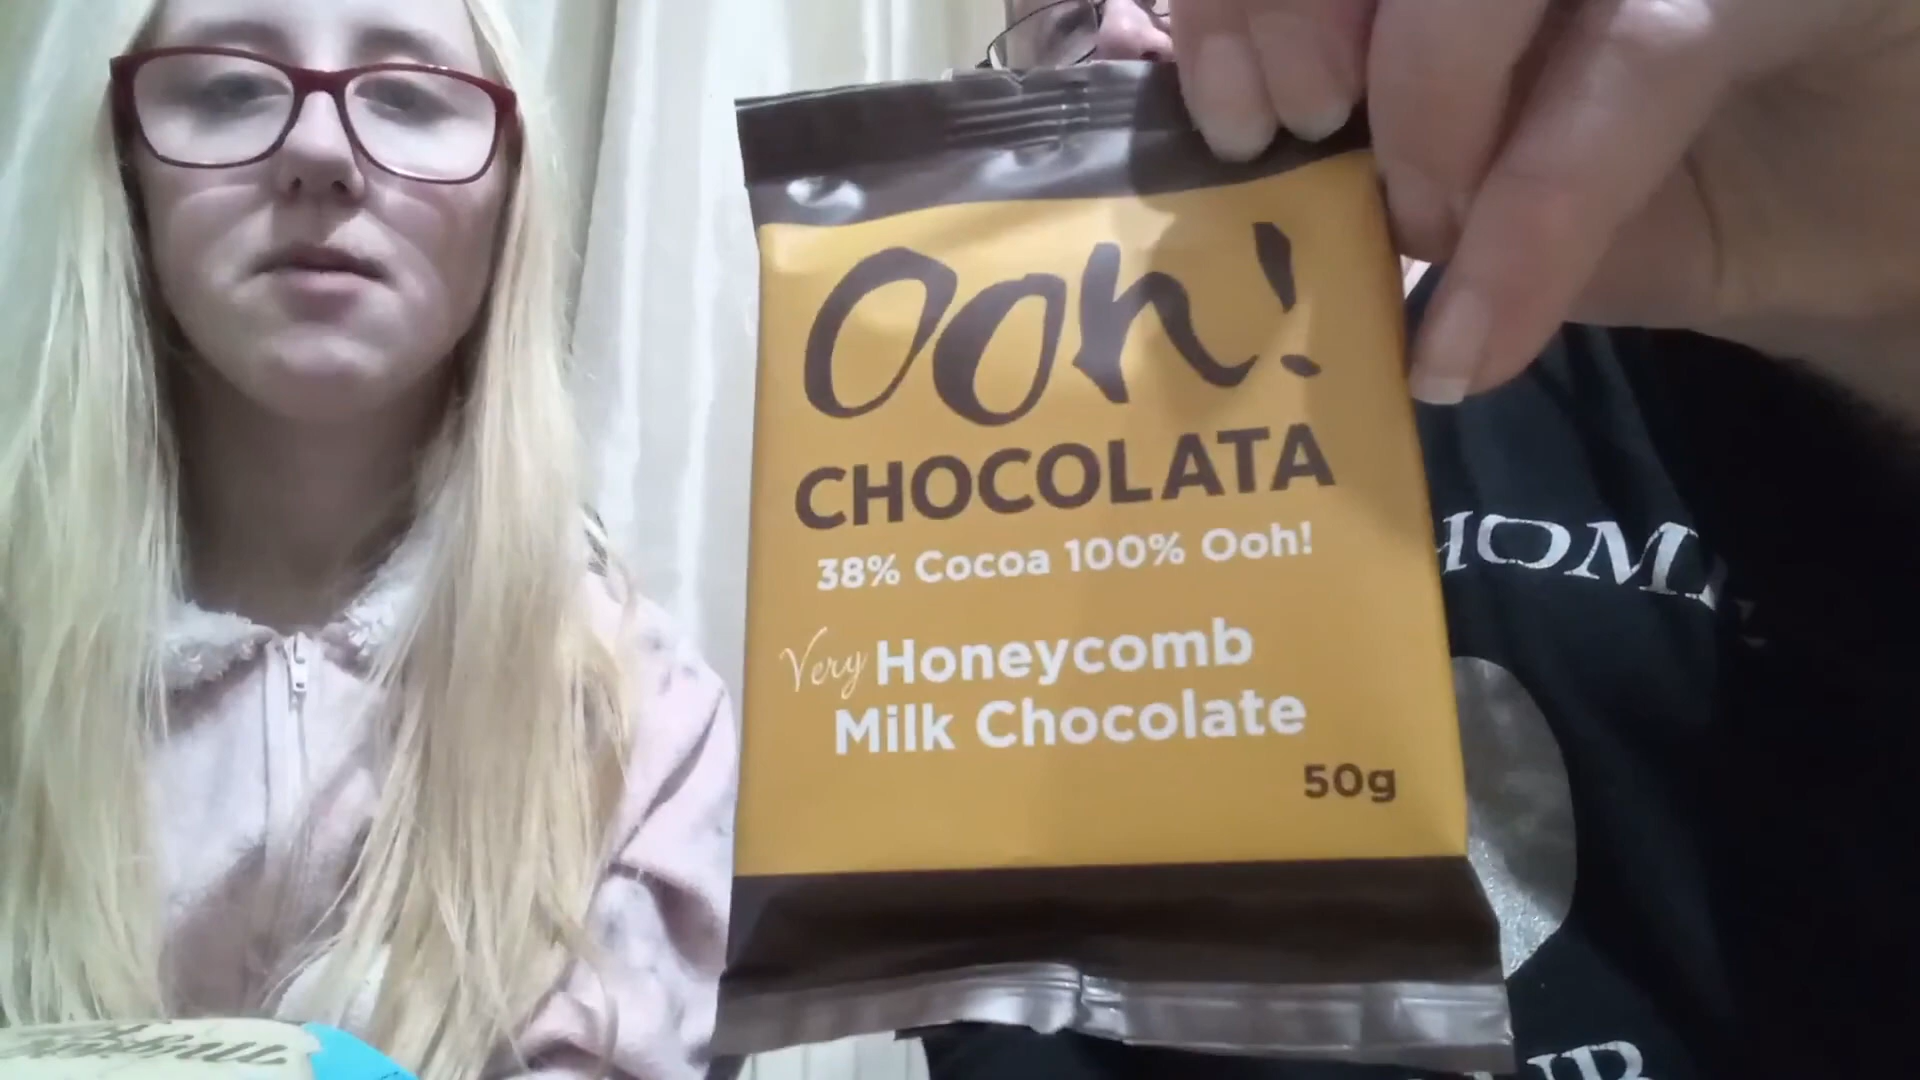 Ooh!
CHOCOLATA
38% Cocoa 100% Ooh!
Very Honeycomb
Milk Chocolate
50g